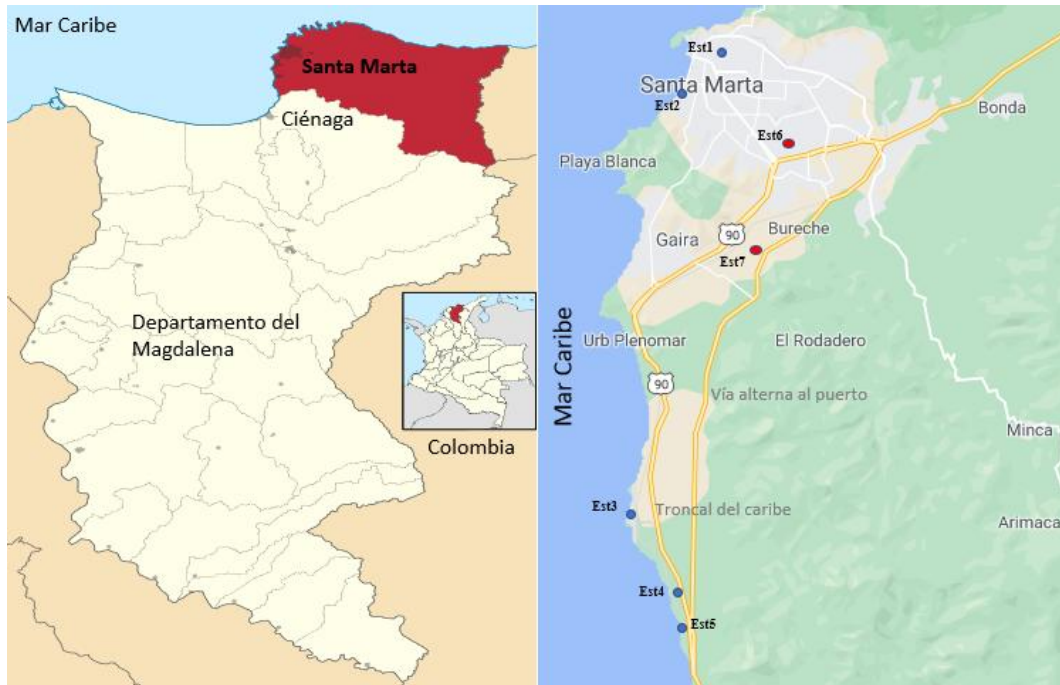 Mar Caribe
Santa Marta
Ciénaga
Departamento del
Magdalena
Colombia
Est1
Santa Marta
Est2
Bonda
Est6
Playa Blanca
90
Bureche
Gaira
Est7
Urb Plenomar
El Rodadero
90
Vía alterna al puerto
Mar Caribe
Minca
Est3
Troncal del caribe
Arimaca
Est4
Est5